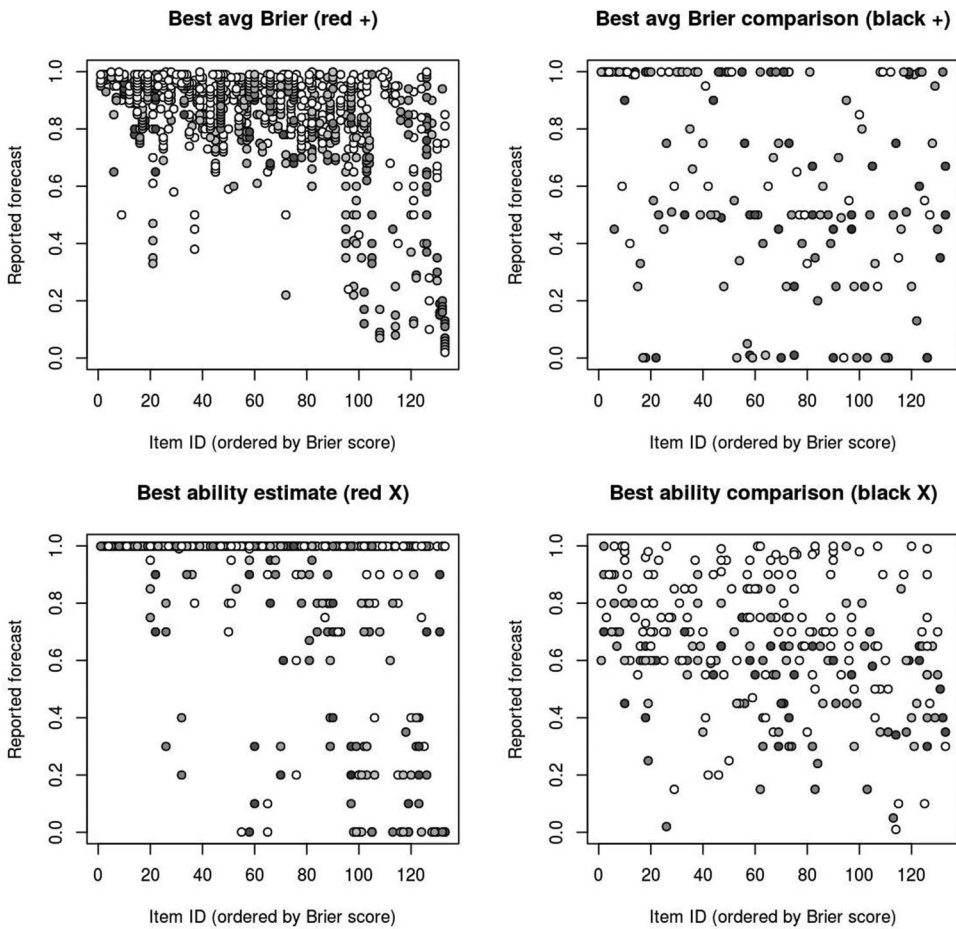 Best avg Brier (red +)
Reported forecast
1.0
0.8
0.6
0.4
0.2
0.0
0 20 40 60 80 100 120
Item ID (ordered by Brier score)
Best avg Brier comparison (black +)
Reported forecast
1.0
0.8
0.6
0.4
0.2
0.0
0 20 40 60 80 100 120
Item ID (ordered by Brier score)
Best ability estimate (red X)
Reported forecast
1.0
0.8
0.6
0.4
0.2
0.0
0 20 40 60 80 100 120
Item ID (ordered by Brier score)
Best ability comparison (black X)
Reported forecast
1.0
0.8
0.6
0.4
0.2
0.0
0 20 40 60 80 100 120
Item ID (ordered by Brier score)